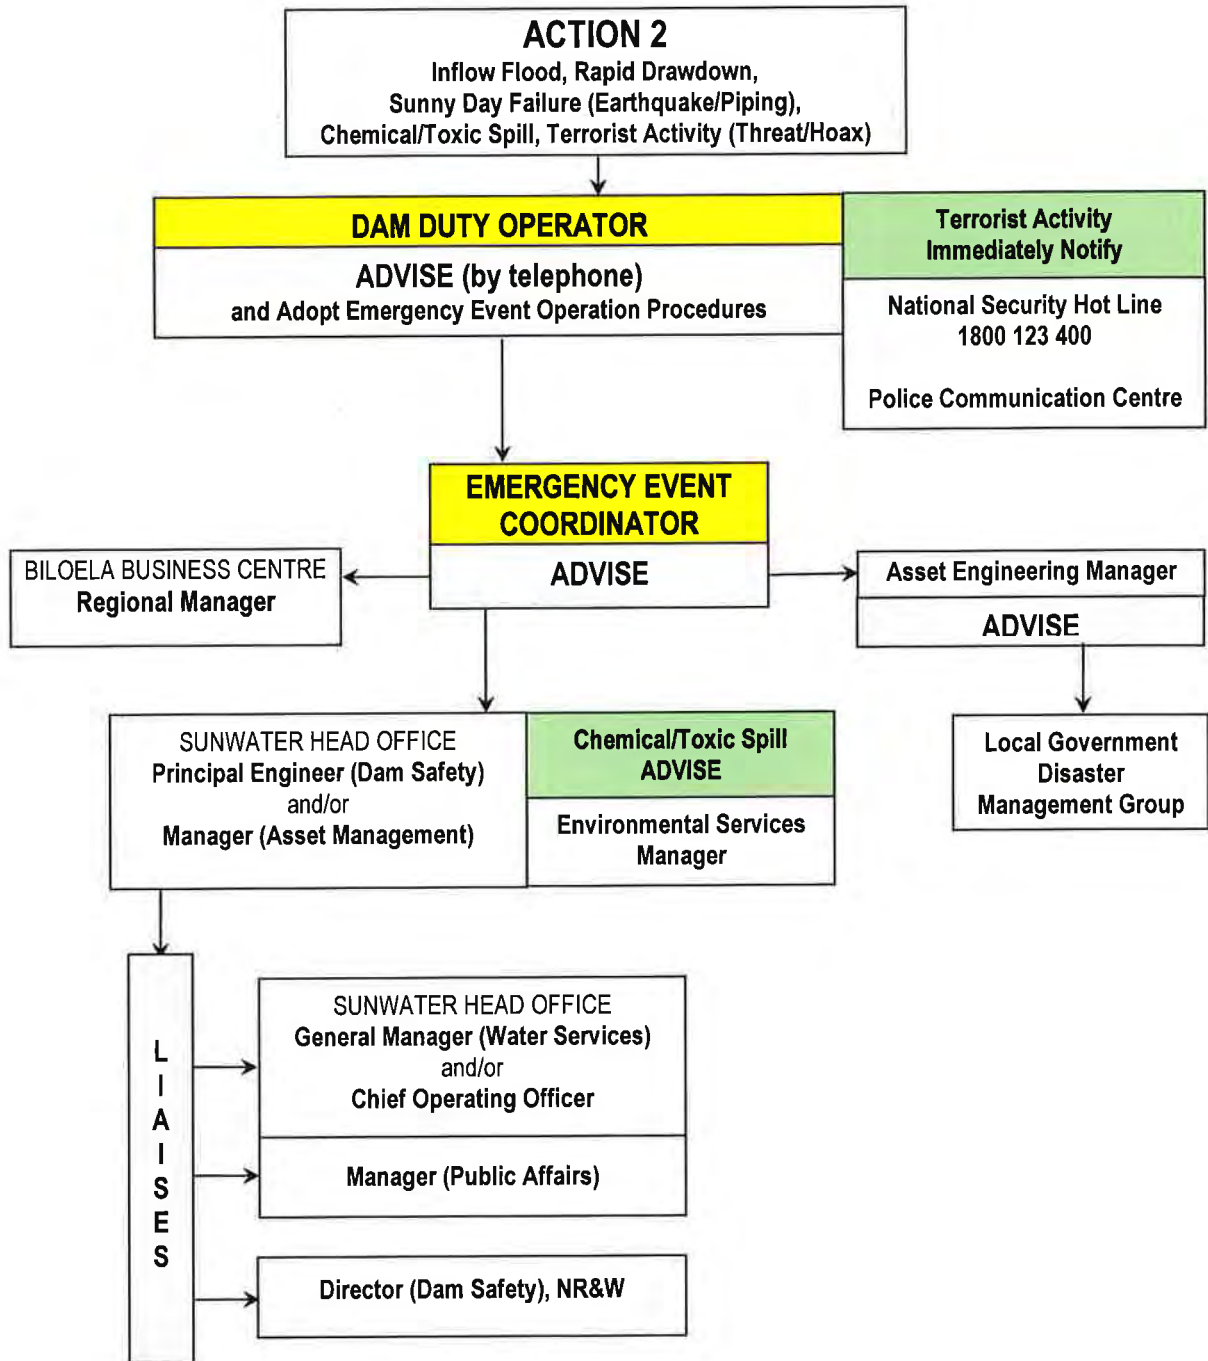 ACTION 2
Inflow Flood, Rapid Drawdown,
Sunny Day Failure (Earthquake/Piping),
Chemical/Toxic Spill, Terrorist Activity (Threat/Hoax)
DAM DUTY OPERATOR
ADVISE (by telephone)
and Adopt Emergency Event Operation Procedures
Terrorist Activity
Immediately Notify
National Security Hot Line
1800 123 400
Police Communication Centre
EMERGENCY EVENT
COORDINATOR
ADVISE
BILOELA BUSINESS CENTRE
Regional Manager
Asset Engineering Manager
ADVISE
SUNWATER HEAD OFFICE
Principal Engineer (Dam Safety)
and/or
Manager (Asset Management)
Chemical/Toxic Spill
ADVISE
Environmental Services
Manager
Local Government
Disaster
Management Group
L
I
A
I
S
E
S
SUNWATER HEAD OFFICE
General Manager (Water Services)
and/or
Chief Operating Officer
Manager (Public Affairs)
Director (Dam Safety), NR&W